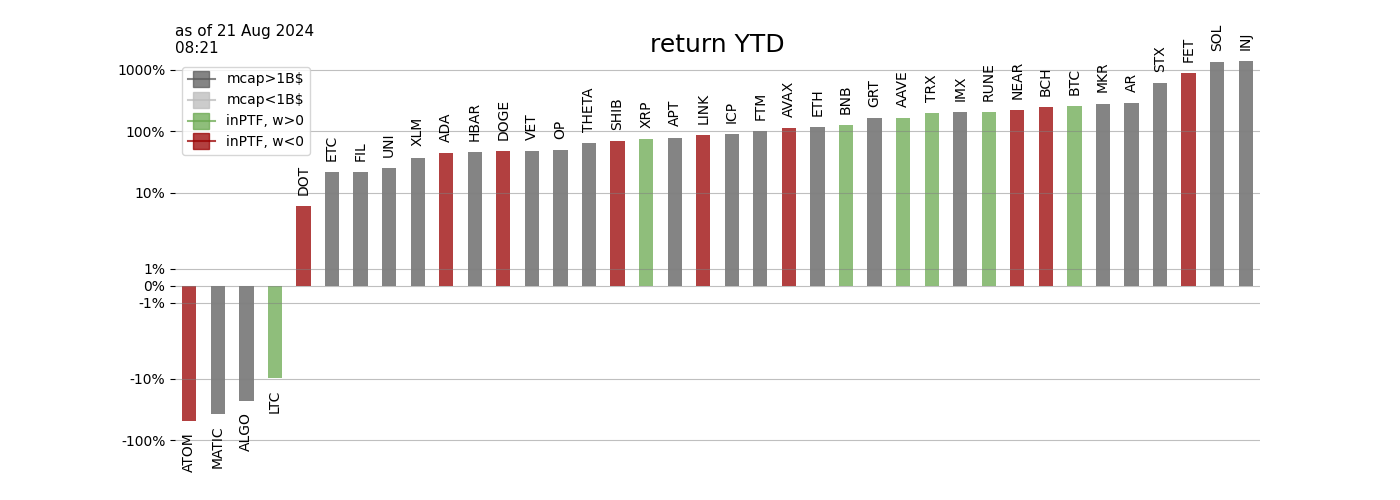 as of 21 Aug 2024
08:21
return YTD
mcap>1B$
mcap<1B$
inPTF, w>0
inPTF, w<0
1000%
100%
10%
1%
0%
-1%
-10%
-100%
ATOM
MATIC
ALGO
LTC
DOT
ETC
FIL
UNI
XLM
ADA
HBAR
DOGE
VET
OP
THETA
SHIB
XRP
APT
LINK
ICP
FTM
AVAX
ETH
BNB
GRT
AAVE
TRX
IMX
RUNE
NEAR
BCH
BTC
MKR
AR
STX
FET
SOL
INJ